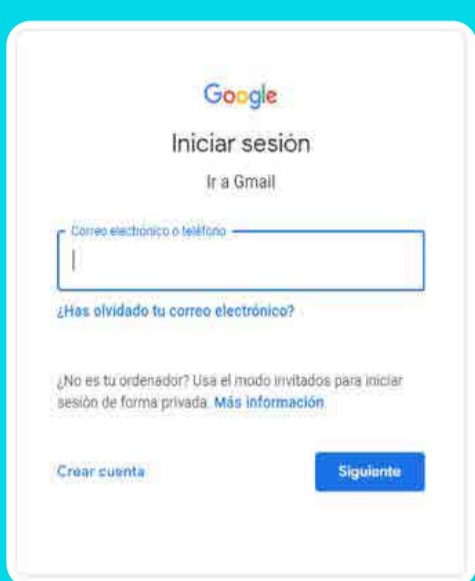 Google
Iniciar sesión
Ir a Gmail
Correo electrónico o teléfono
¿Has olvidado tu correo electrónico?
¿No es tu ordenador? Usa el modo invitados para iniciar
sesión de forma privada. Más información
Crear cuenta
Siguiente